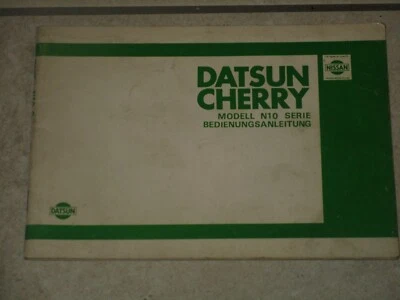 NISSAN
DATSUN
CHERRY
MODELL N10 SERIE
BEDIENUNGSANLEITUNG
DATSUN